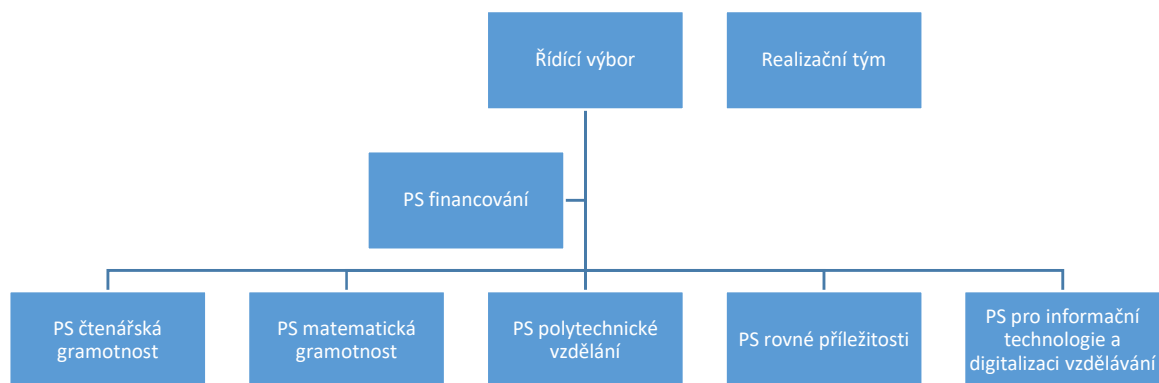 Řídící výbor
Realizační tým
PS financování
PS čtenářská
gramotnost
PS matematická
gramotnost
PS polytechnické
vzdělání
PS rovné příležitosti
PS pro informační
technologie a
digitalizaci vzdělávání